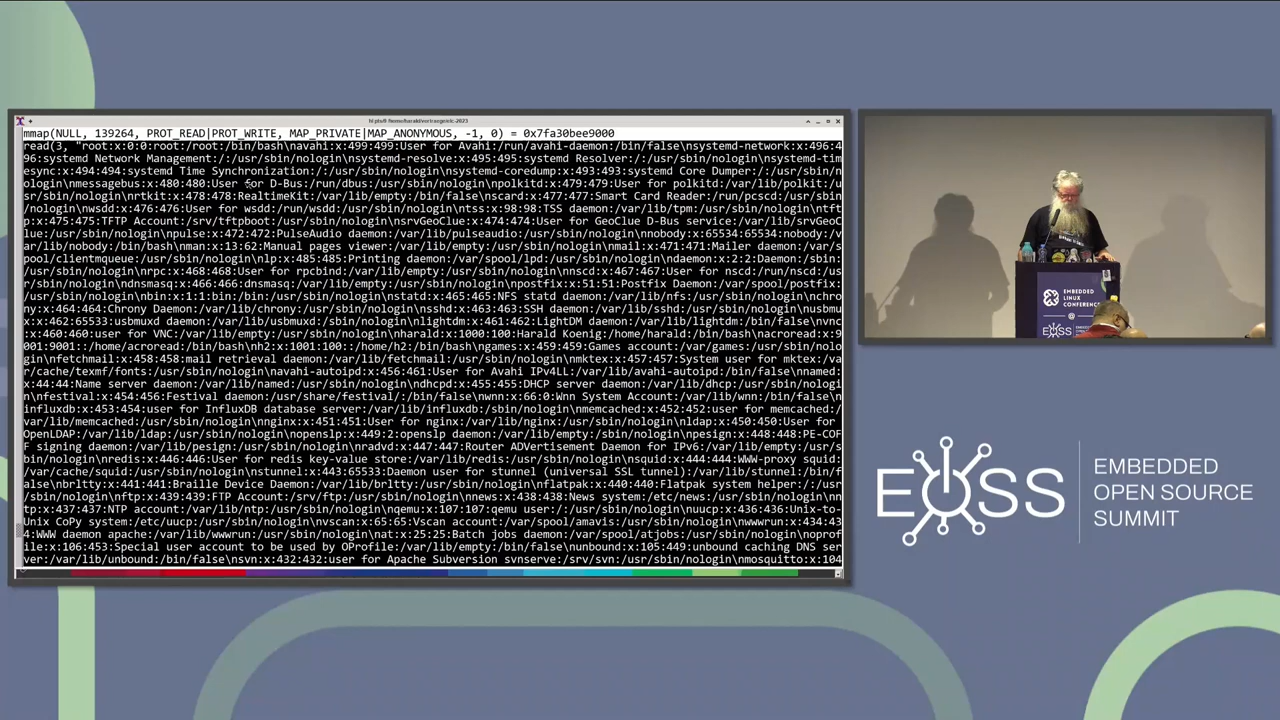 hl pts/8 /home/harald/vortraege/elc-2023
mmap(NULL, 139264, PROT_READ|PROT_WRITE, MAP_PRIVATE|MAP_ANONYMOUS, -1, 0) = 0x7fa30bee9000
read(3, "root:x:0:0:root:/root:/bin/bash\navahi:x:499:499:User for Avahi:/run/avahi-daemon:/bin/false\nsystemd-network:x:496:4
96:systemd Network Management:/:/usr/sbin/nologin\nsystemd-resolve:x:495:495:systemd Resolver:/:/usr/sbin/nologin\nsystemd-tim
esync:x:494:494:systemd Time Synchronization:/:/usr/sbin/nologin\nsystemd-coredump:x:493:493:systemd Core Dumper:/:/usr/sbin/n
ologin\nmessagebus:x:480:480:User for D-Bus:/run/dbus:/usr/sbin/nologin\npolkitd:x:479:479:User for polkitd:/var/lib/polkit:/u
sr/sbin/nologin\nrtkit:x:478:478:RealtimeKit:/var/lib/empty:/bin/false\nscard:x:477:477:Smart Card Reader:/run/pcscd:/usr/sbin
/nologin\nwsdd:x:476:476:User for wsdd:/run/wsdd:/usr/sbin/nologin\ntss:x:98:98:TSS daemon:/var/lib/tpm:/usr/sbin/nologin\ntft
p:x:475:475:TFTP Account:/srv/tftpboot:/usr/sbin/nologin\nsrvGeoClue:x:474:474:User for GeoClue D-Bus service:/var/lib/srvGeoC
lue:/usr/sbin/nologin\npulse:x:472:472:PulseAudio daemon:/var/lib/pulseaudio:/usr/sbin/nologin\nnobody:x:65534:65534:nobody:/v
ar/lib/nobody:/bin/bash\nman:x:13:62:Manual pages viewer:/var/lib/empty:/usr/sbin/nologin\nmail:x:471:471:Mailer daemon:/var/s
pool/clientmqueue:/usr/sbin/nologin\nlp:x:485:485:Printing daemon:/var/spool/lpd:/usr/sbin/nologin\ndaemon:x:2:2:Daemon:/sbin:
/usr/sbin/nologin\nrpc:x:468:468:User for rpcbind:/var/lib/empty:/usr/sbin/nologin\nnscd:x:467:467:User for nscd:/run/nscd:/us
r/sbin/nologin\ndnsmasq:x:466:466:dnsmasq:/var/lib/empty:/usr/sbin/nologin\npostfix:x:51:51:Postfix Daemon:/var/spool/postfix:
/usr/sbin/nologin\nbin:x:1:1:bin:/bin:/usr/sbin/nologin\nstatd:x:465:465:NFS statd daemon:/var/lib/nfs:/usr/sbin/nologin\nchro
ny:x:464:464:Chrony Daemon:/var/lib/chrony:/usr/sbin/nologin\nsshd:x:463:463:SSH daemon:/var/lib/sshd:/usr/sbin/nologin\nusbmu
x:x:462:65533:usbmuxd daemon:/var/lib/usbmuxd:/sbin/nologin\nlightdm:x:461:462:LightDM daemon:/var/lib/lightdm:/bin/false\nvnc
:x:460:460:user for VNC:/var/lib/empty:/usr/sbin/nologin\nharald:x:1000:100:Harald Koenig:/home/harald:/bin/bash\nacroread:x:9
001:9001::/home/acroread:/bin/bash\nh2:x:1001:100::/home/h2:/bin/bash\ngames:x:459:459:Games account:/var/games:/usr/sbin/nolo
gin\nfetchmail:x:458:458:mail retrieval daemon:/var/lib/fetchmail:/usr/sbin/nologin\nmktex:x:457:457:System user for mktex:/va
r/cache/texmf/fonts:/usr/sbin/nologin\navahi-autoipd:x:456:461:User for Avahi IPv4LL:/var/lib/avahi-autoipd:/bin/false\nnamed:
x:44:44:Name server daemon:/var/lib/named:/usr/sbin/nologin\ndhcpd:x:455:455:DHCP server daemon:/var/lib/dhcp:/usr/sbin/nologi
n\nfestival:x:454:456:Festival daemon:/usr/share/festival/:/bin/false\nwnn:x:66:0:Wnn System Account:/var/lib/wnn:/bin/false\n
influxdb:x:453:454:user for InfluxDB database server:/var/lib/influxdb:/sbin/nologin\nmemcached:x:452:452:user for memcached:/
var/lib/memcached:/usr/sbin/nologin\nnginx:x:451:451:User for nginx:/var/lib/nginx:/usr/sbin/nologin\nldap:x:450:450:User for 
OpenLDAP:/var/lib/ldap:/usr/sbin/nologin\nopenslp:x:449:2:openslp daemon:/var/lib/empty:/sbin/nologin\npesign:x:448:448:PE-COF
F signing daemon:/var/lib/pesign:/sbin/nologin\nradvd:x:447:447:Router ADVertisement Daemon for IPv6:/var/lib/empty:/usr/sbin/
nologin\nredis:x:446:446:User for redis key-value store:/var/lib/redis:/usr/sbin/nologin\nsquid:x:444:444:WWW-proxy squid:
/var/cache/squid:/usr/sbin/nologin\nstunnel:x:443:65533:Daemon user for stunnel (universal SSL tunnel):/var/lib/stunnel:/bin/f
alse\nbrltty:x:441:441:Braille Device Daemon:/var/lib/brltty:/usr/sbin/nologin\nflatpak:x:440:440:Flatpak system helper:/:/usr
/sbin/nologin\nftp:x:439:439:FTP Account:/srv/ftp:/usr/sbin/nologin\nnews:x:438:438:News system:/etc/news:/usr/sbin/nologin\nn
tp:x:437:437:NTP account:/var/lib/ntp:/usr/sbin/nologin\nqemu:x:107:107:qemu user:/:/usr/sbin/nologin\nuucp:x:436:436:Unix-to-
Unix CoPy system:/etc/uucp:/usr/sbin/nologin\nvscan:x:65:65:Vscan account:/var/spool/amavis:/usr/sbin/nologin\nwwwrun:x:434:43
4:WWW daemon apache:/var/lib/wwwrun:/usr/sbin/nologin\nat:x:25:25:Batch jobs daemon:/var/spool/atjobs:/usr/sbin/nologin\noprof
ile:x:106:453:Special user account to be used by OProfile:/var/lib/empty:/bin/false\nunbound:x:105:449:unbound caching DNS ser
ver:/var/lib/unbound:/bin/false\nsvn:x:432:432:user for Apache Subversion svnserve:/srv/svn:/usr/sbin/nologin\nmosquitto:x:104
EMBEDDED
LINUX
CONFERENCE
@
EOSS
EOSS
EMBEDDED
OPEN SOURCE
SUMMIT